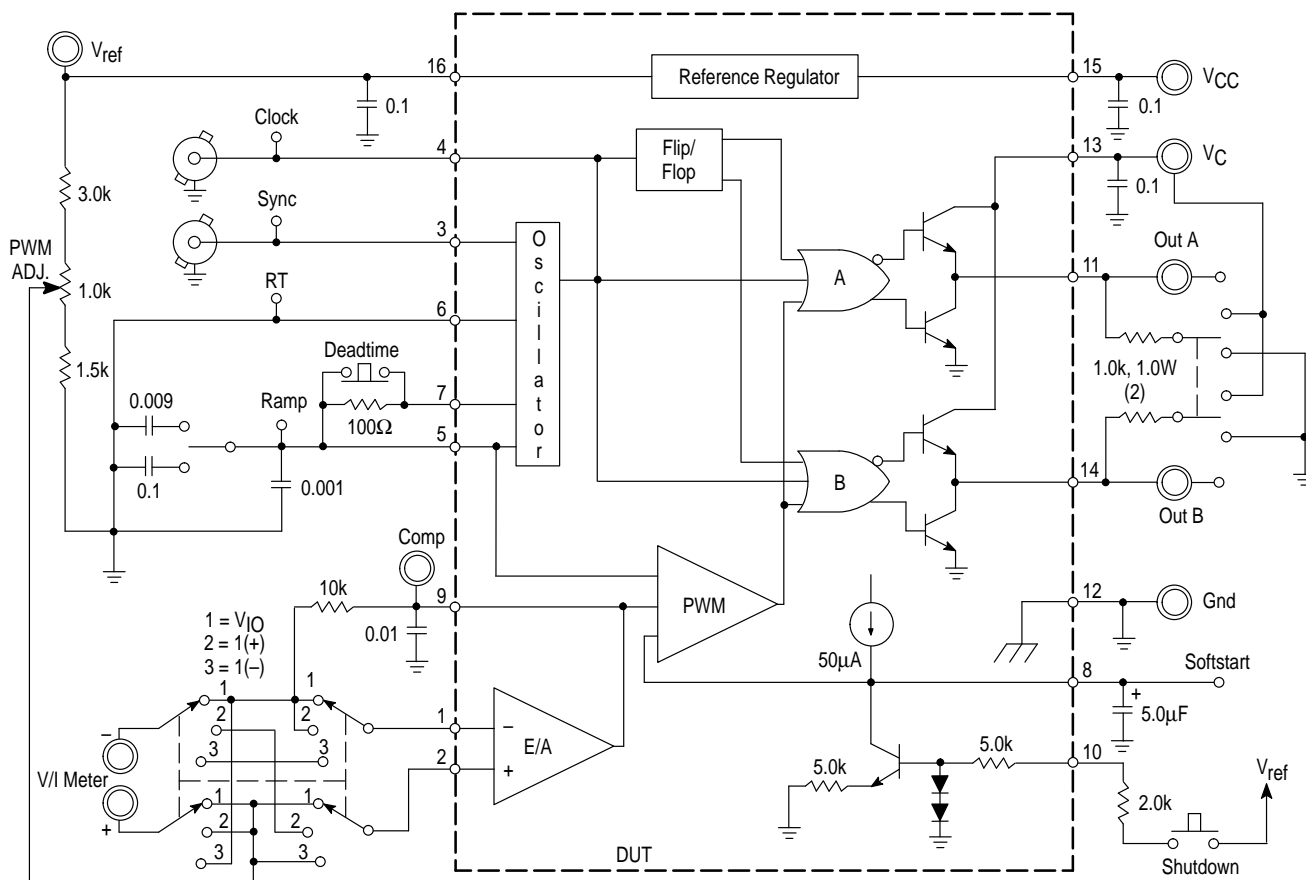 Vref
16
Reference Regulator
15
VCC
0.1
0.1
Clock
4
Flip/
Flop
13
VC
0.1
3.0k
Sync
3
O
s
c
i
l
l
a
t
o
r
Out A
PWM
ADJ.
1.0k
RT
6
A
11
1.5k
Deadtime
7
100Ω
1.0k, 1.0W
(2)
0.009
Ramp
5
0.1
0.001
B
14
Out B
Comp
10k
9
0.01
PWM
12
Gnd
1 = VIO
2 = 1(+)
3 = 1(−)
50µA
8
Softstart
+
5.0µF
1
1
2
2
3
3
1
−
E/A
2
+
−
V/I Meter
+
1
1
2
2
3
3
5.0k
5.0k
10
2.0k
Vref
Shutdown
DUT